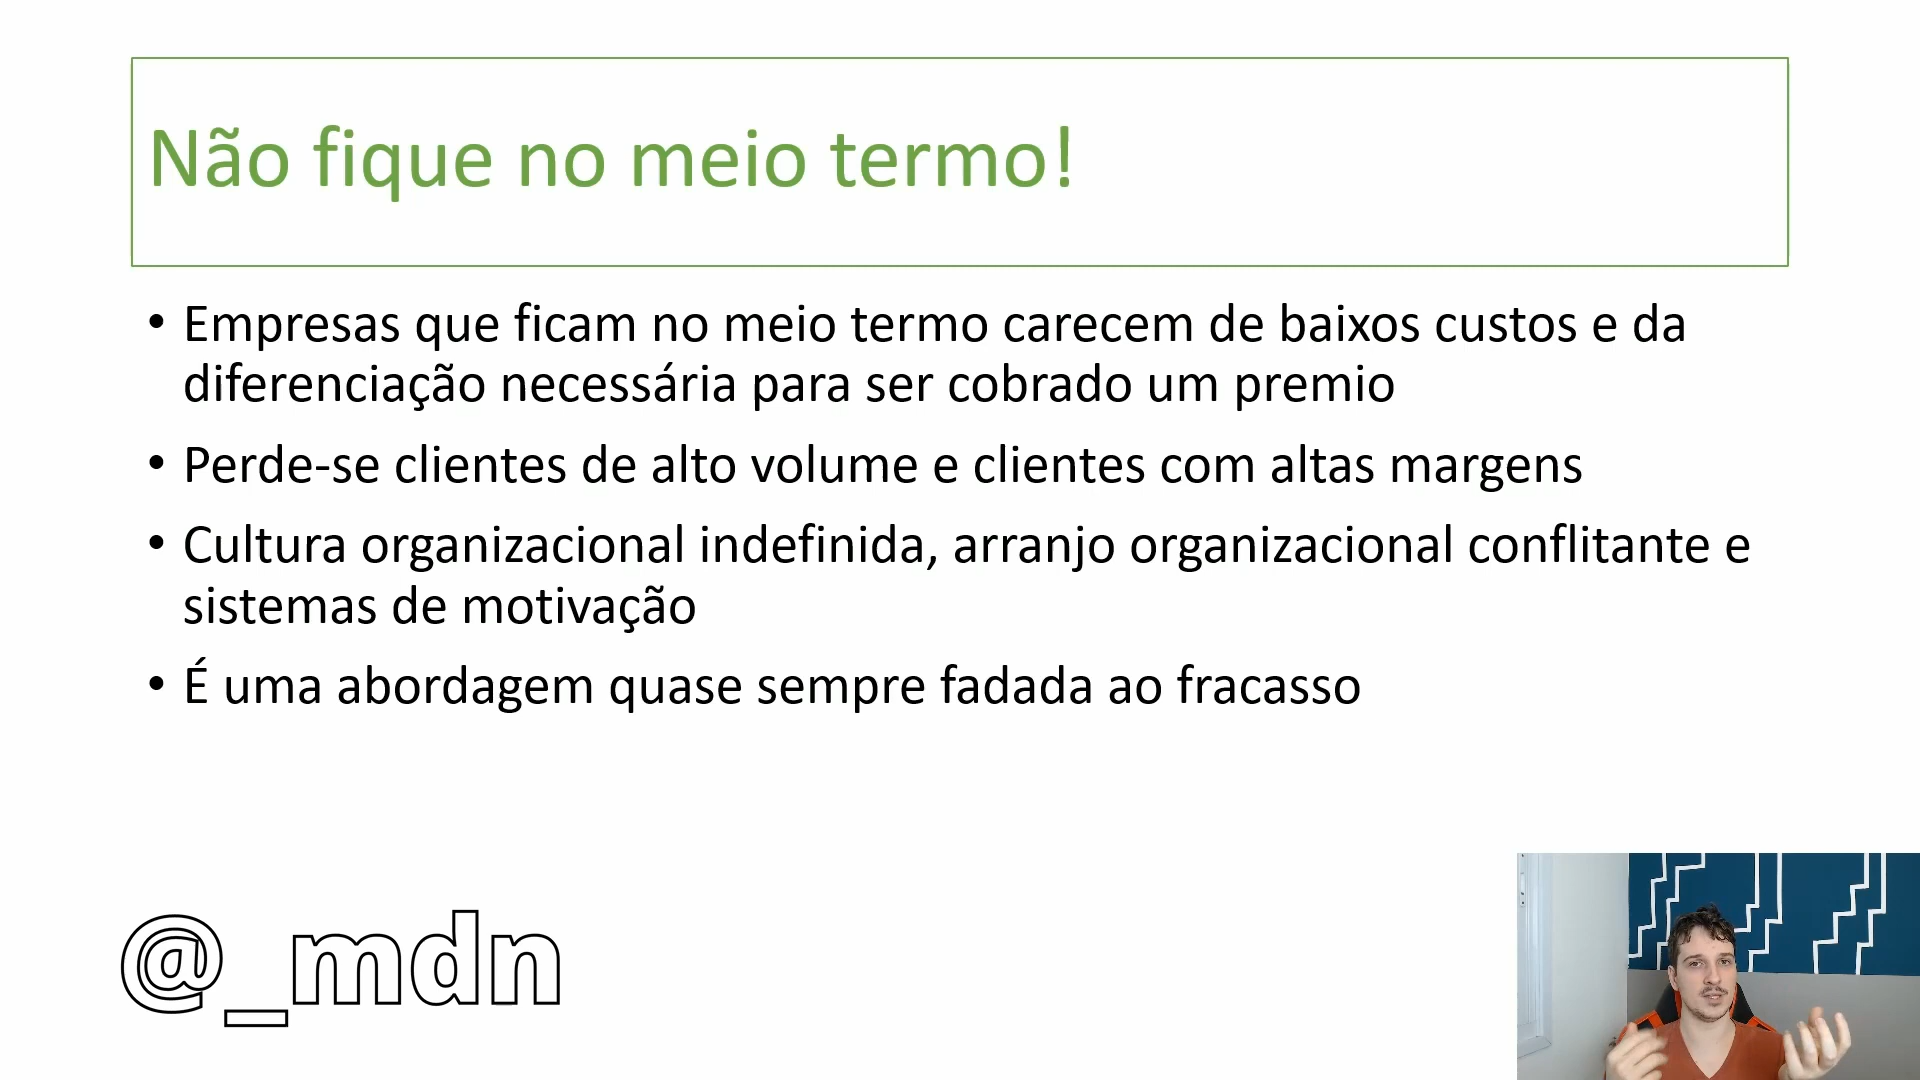 Não fique no meio termo!
• Empresas que ficam no meio termo carecem de baixos custos e da
diferenciação necessária para ser cobrado um premio
• Perde-se clientes de alto volume e clientes com altas margens
• Cultura organizacional indefinida, arranjo organizacional conflitante e
sistemas de motivação
• É uma abordagem quase sempre fadada ao fracasso
@_mdn